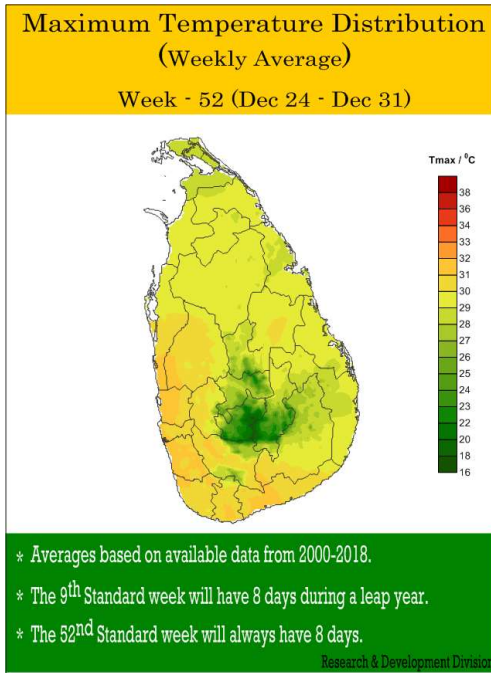 Maximum Temperature Distribution
(Weekly Average)
Week - 52 (Dec 24 - Dec 31)
Tmax / ⁰C
38
36
34
33
32
31
30
29
28
27
26
25
24
23
22
20
18
16
* Averages based on available data from 2000-2018.
* The 9th Standard week will have 8 days during a leap year.
* The 52nd Standard week will always have 8 days.
Research & Development Division